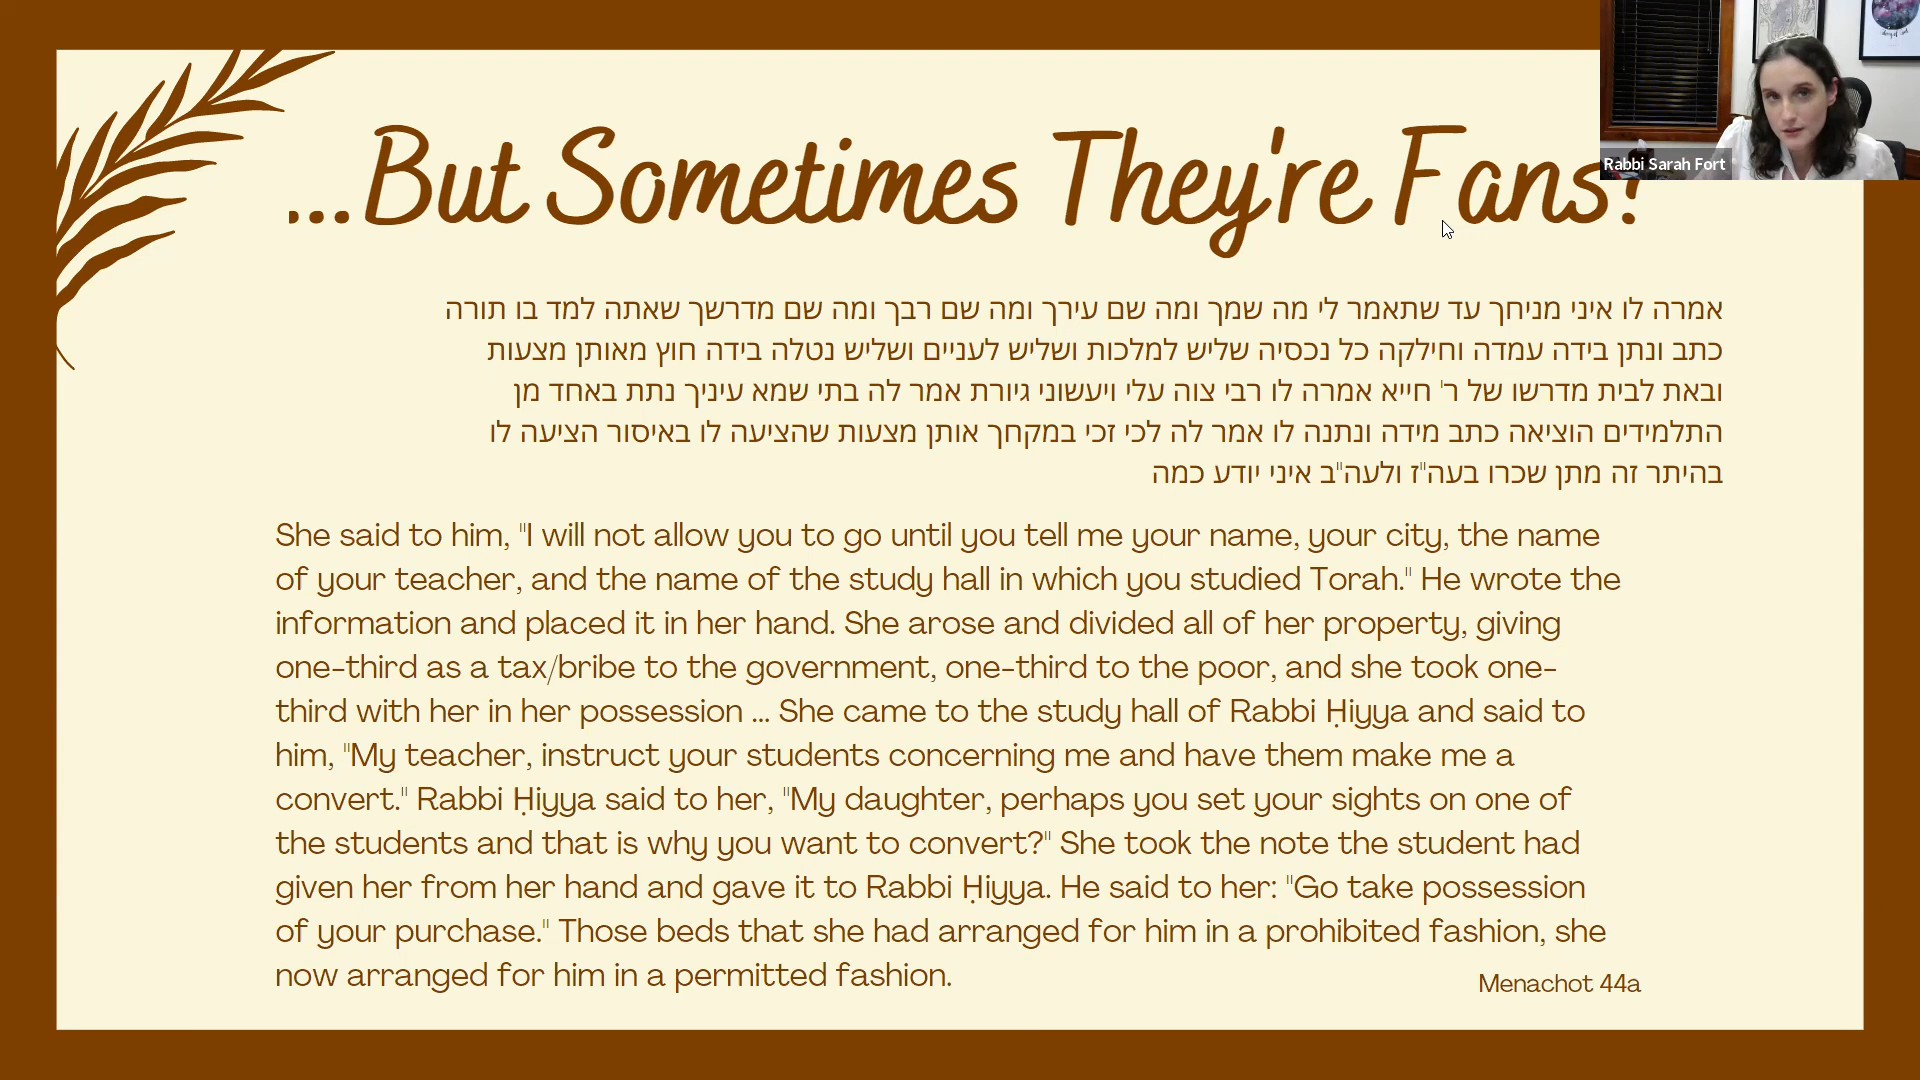 ...But Sometimes They're Fans!
Rabbi Sarah Fort
אמרה לו איני מניחך עד שתאמר לי מה שמך ומה שם עירך ומה שם רבך ומה שם מדרשך שאתה למד בו תורה
כתב ונתן בידה עמדה וחילקה כל נכסיה שליש למלכות ושליש לעניים ושליש נטלה בידה חוץ מאותן מצעות
ובאת לבית מדרשו של ר' חייא אמרה לו רבי צוה עלי ויעשוני גיורת אמר לה בתי שמא עיניך נתת באחד מן
התלמידים הוציאה כתב מידה ונתנה לו אמר לה לכי זכי במקחך אותן מצעות שהציעה לו באיסור הציעה לו
בהיתר זה מתן שכרו בעה"ז ולעה"ב איני יודע כמה
She said to him, "I will not allow you to go until you tell me your name, your city, the name
of your teacher, and the name of the study hall in which you studied Torah." He wrote the
information and placed it in her hand. She arose and divided all of her property, giving
one-third as a tax/bribe to the government, one-third to the poor, and she took one-
third with her in her possession ... She came to the study hall of Rabbi Ḥiyya and said to
him, "My teacher, instruct your students concerning me and have them make me a
convert." Rabbi Ḥiyya said to her, "My daughter, perhaps you set your sights on one of
the students and that is why you want to convert?" She took the note the student had
given her from her hand and gave it to Rabbi Ḥiyya. He said to her: "Go take possession
of your purchase." Those beds that she had arranged for him in a prohibited fashion, she
now arranged for him in a permitted fashion.
Menachot 44a